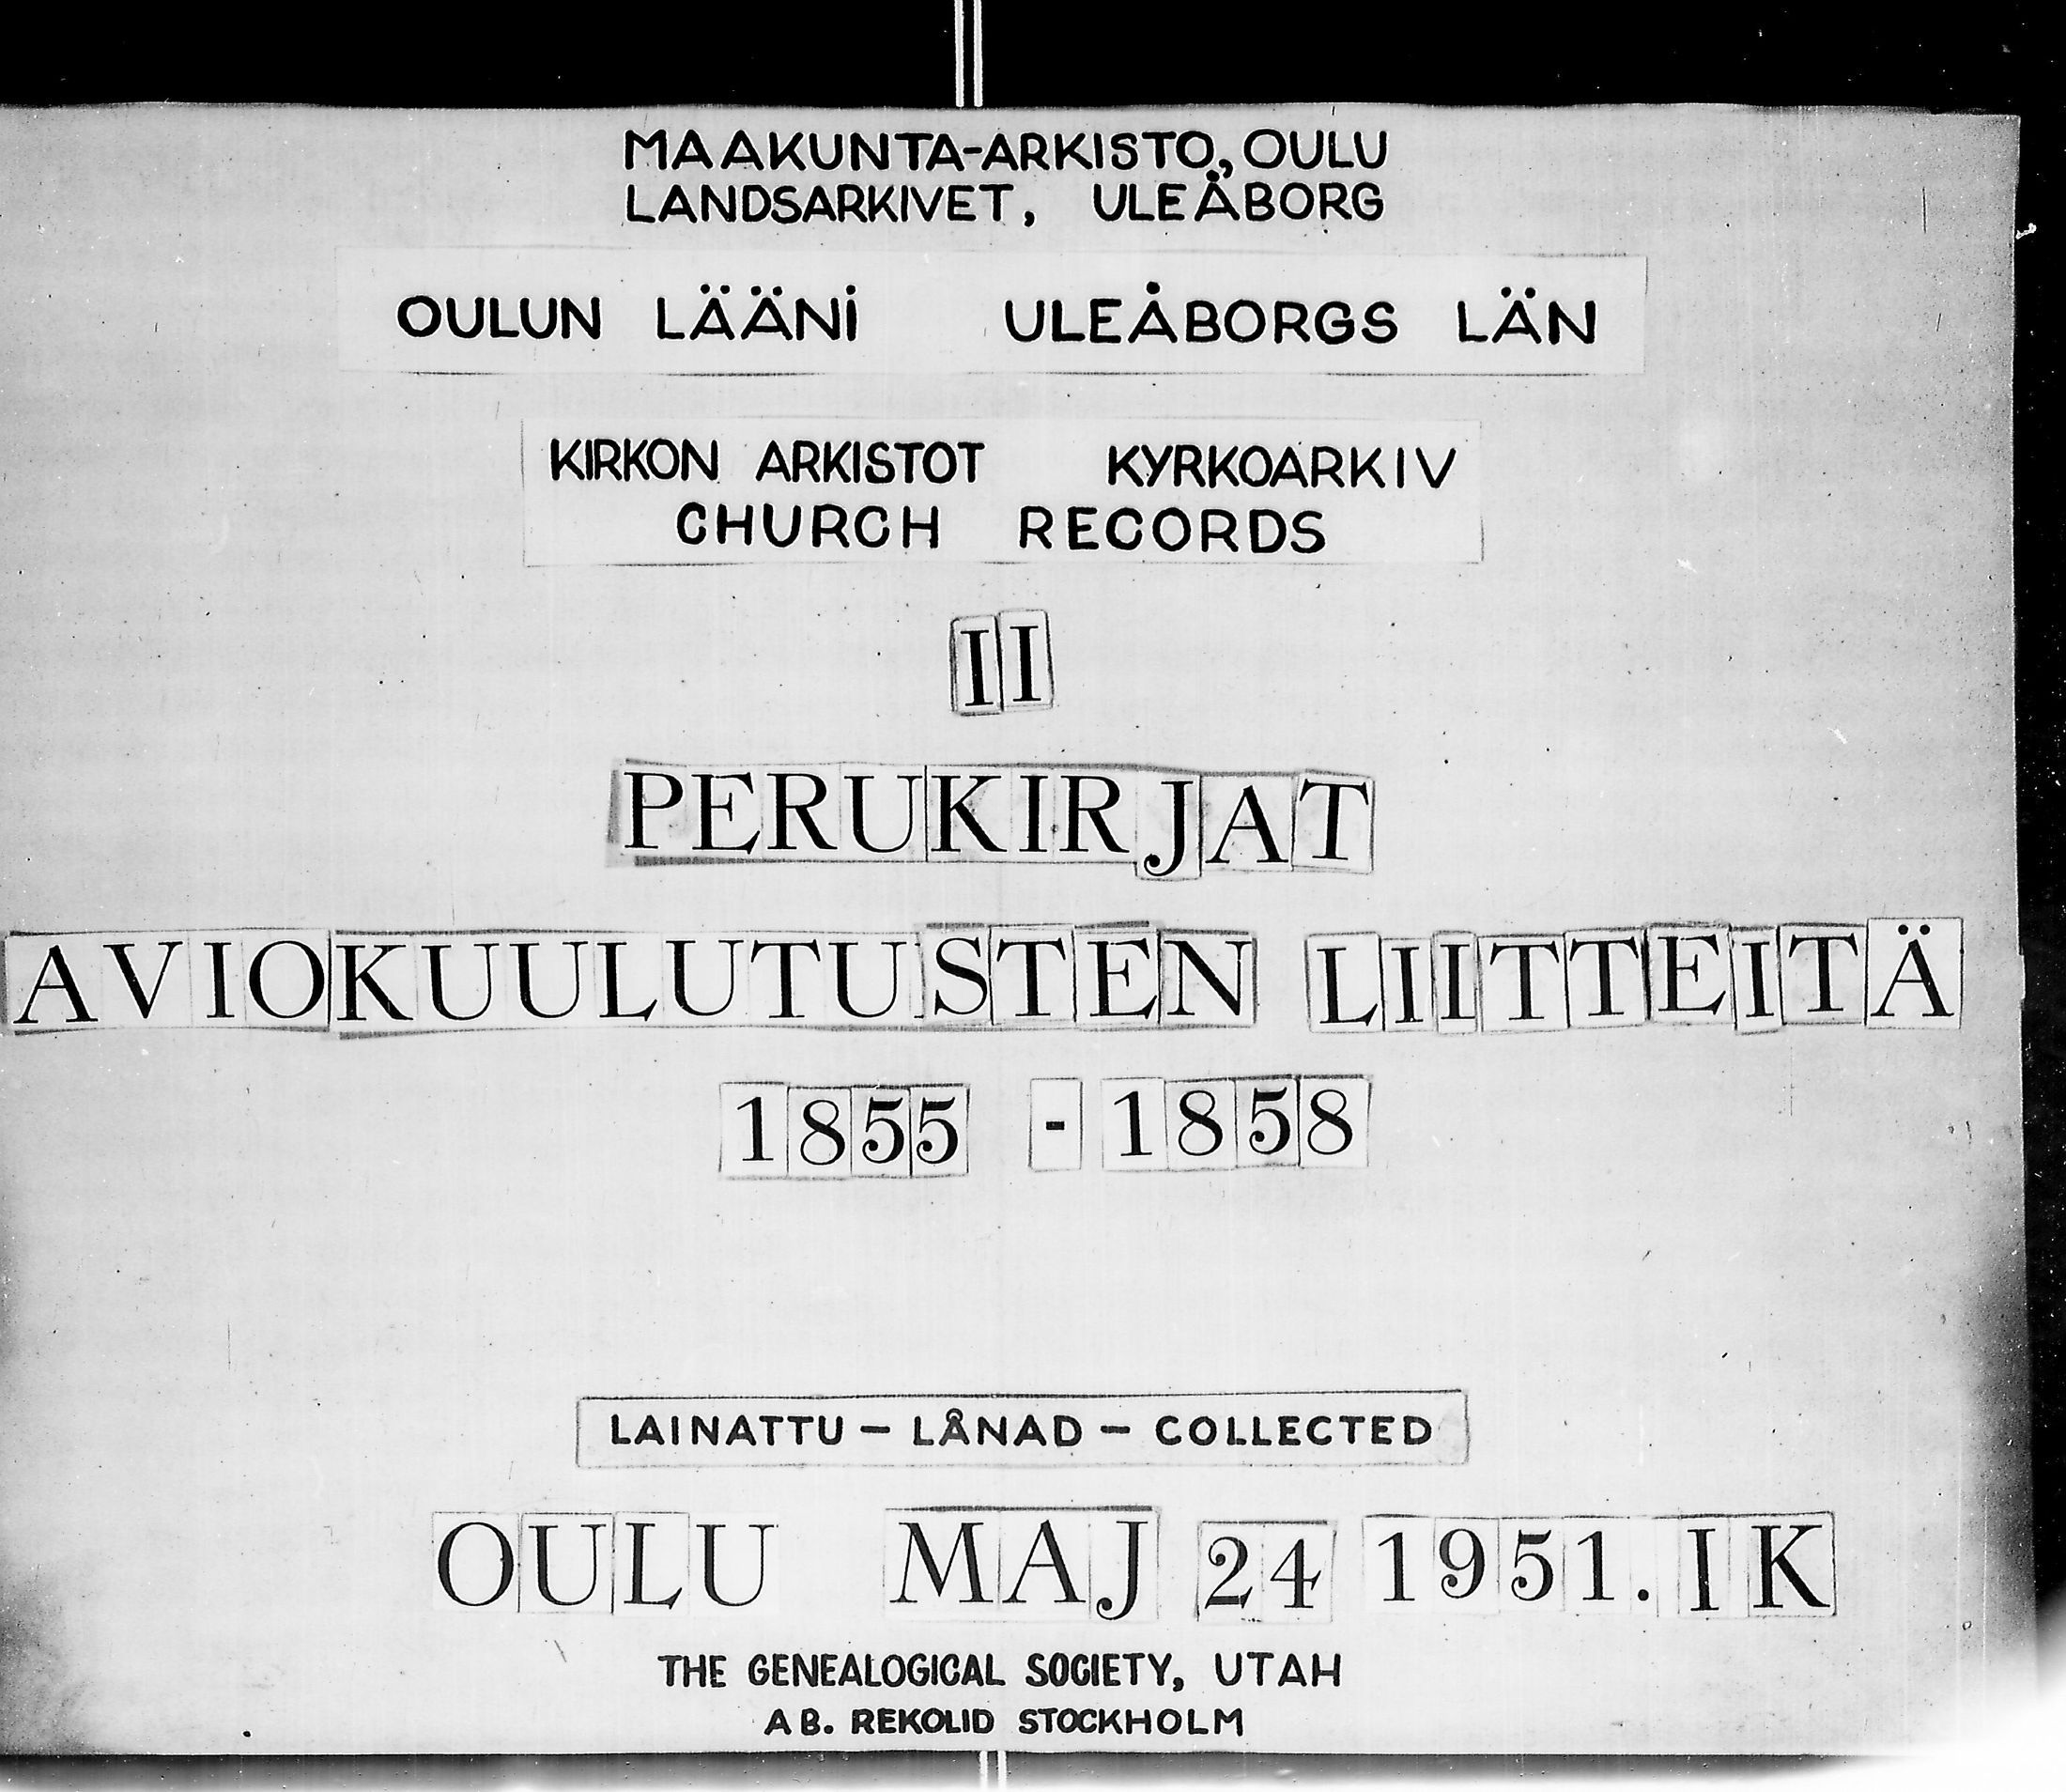 MAAKUNTA-ARKISTO, OULU
LANDSARKIVET, ULEÅBORG
OULUN LÄÄNI ULEÅBORGS LÄN
KIRKON ARKISTOT KYRKOARKIV
CHURCH RECORDS
II
PERUKIRJAT
AVIOKUULUTUSTEN LIITTEITÄ
1855 - 1858
LAINATTU - LÅNAD - COLLECTED
OULU MAJ 24 1951. IK
THE GENEALOGICAL SOCIETY, UTAH
AB. REKOLID STOCKHOLM